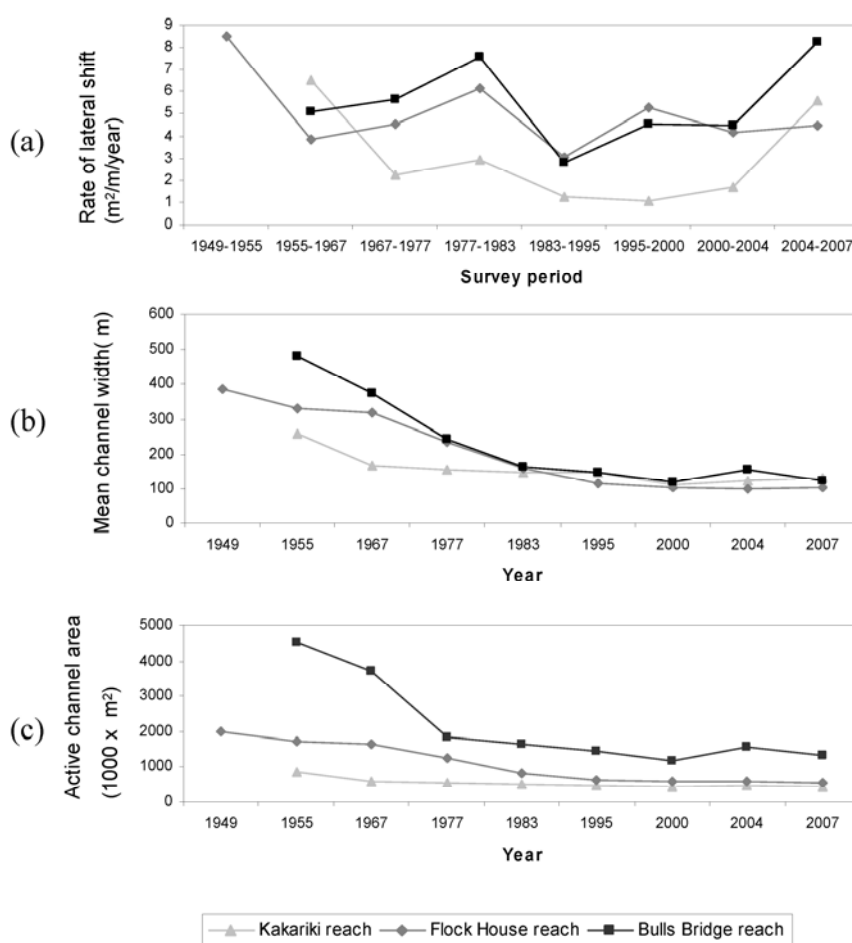 (a)
Rate of lateral shift
(m²/m/year)
9
8
7
6
5
4
3
2
1
0
1949-1955 1955-1967 1967-1977 1977-1983 1983-1995 1995-2000 2000-2004 2004-2007
Survey period
(b)
Mean channel width( m)
600
500
400
300
200
100
0
1949 1955 1967 1977 1983 1995 2000 2004 2007
Year
(c)
Active channel area
(1000 x m²)
5000
4000
3000
2000
1000
0
1949 1955 1967 1977 1983 1995 2000 2004 2007
Year
Kakariki reach Flock House reach Bulls Bridge reach